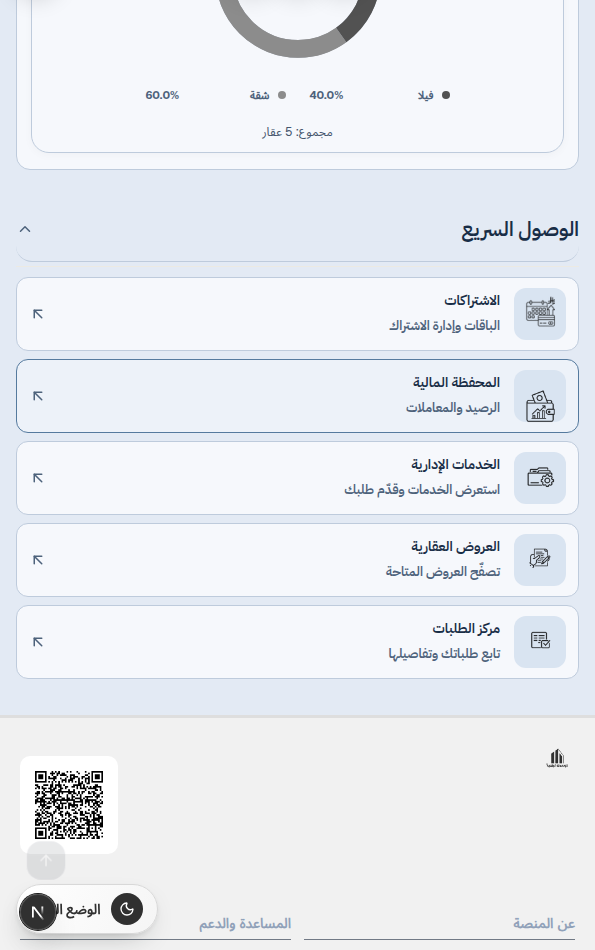 فيلا 40.0% شقة 60.0%
مجموع: 5 عقار
الوصول السريع
الاشتراكات
الباقات وإدارة الاشتراك
المحفظة المالية
الرصيد والمعاملات
الخدمات الإدارية
استعرض الخدمات وقدّم طلبك
العروض العقارية
تصفّح العروض المتاحة
مركز الطلبات
تابع طلباتك وتفاصيلها
الوضع
N
عن المنصة
المساعدة والدعم